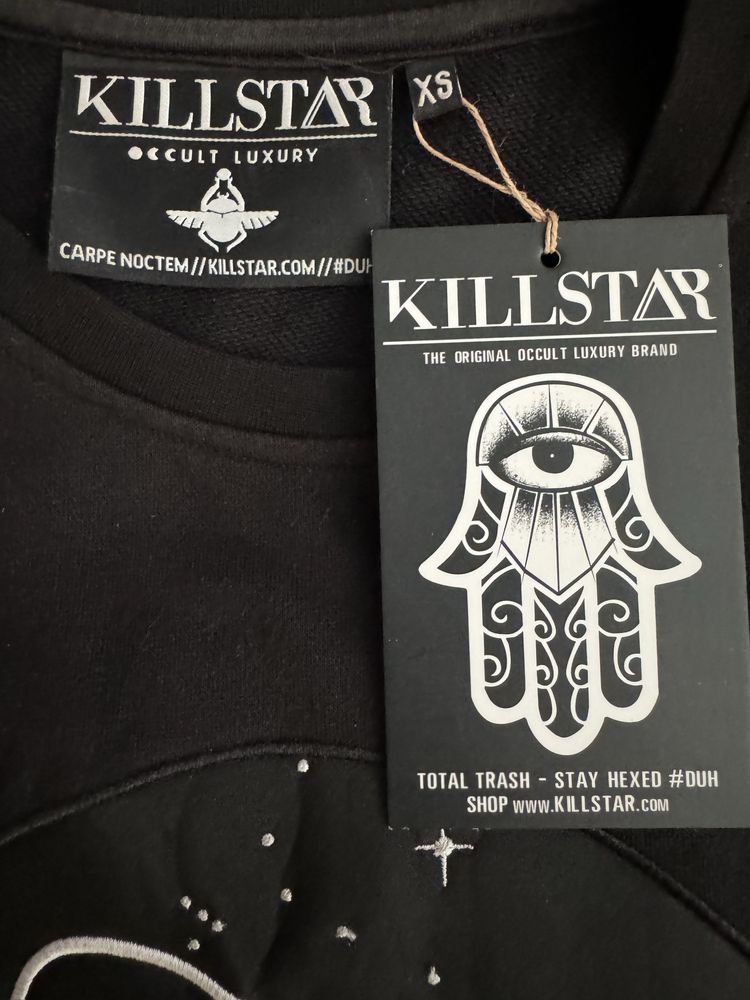 KILLSTAR
OCCULT LUXURY
CARPE NOCTEM//KILLSTAR.COM//#DUH
XS
KILLSTAR
THE ORIGINAL OCCULT LUXURY BRAND
TOTAL TRASH - STAY HEXED #DUH
SHOP WWW.KILLSTAR.COM